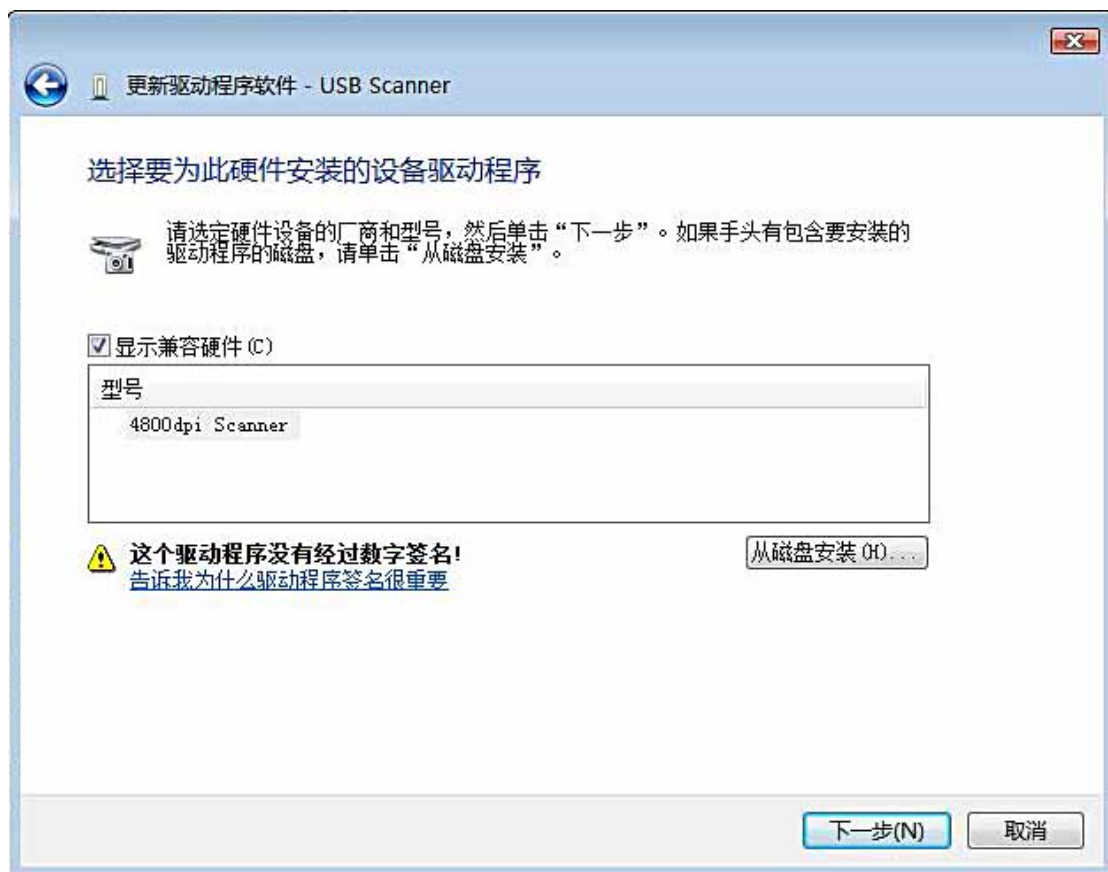 更新驱动程序软件 - USB Scanner
选择要为此硬件安装的设备驱动程序
请选定硬件设备的厂商和型号，然后单击“下一步”。如果手头有包含要安装的
驱动程序的磁盘，请单击“从磁盘安装”。
显示兼容硬件(C)
型号
4800dpi Scanner
这个驱动程序没有经过数字签名!
从磁盘安装(H)...
告诉我为什么驱动程序签名很重要
下一步(N)
取消